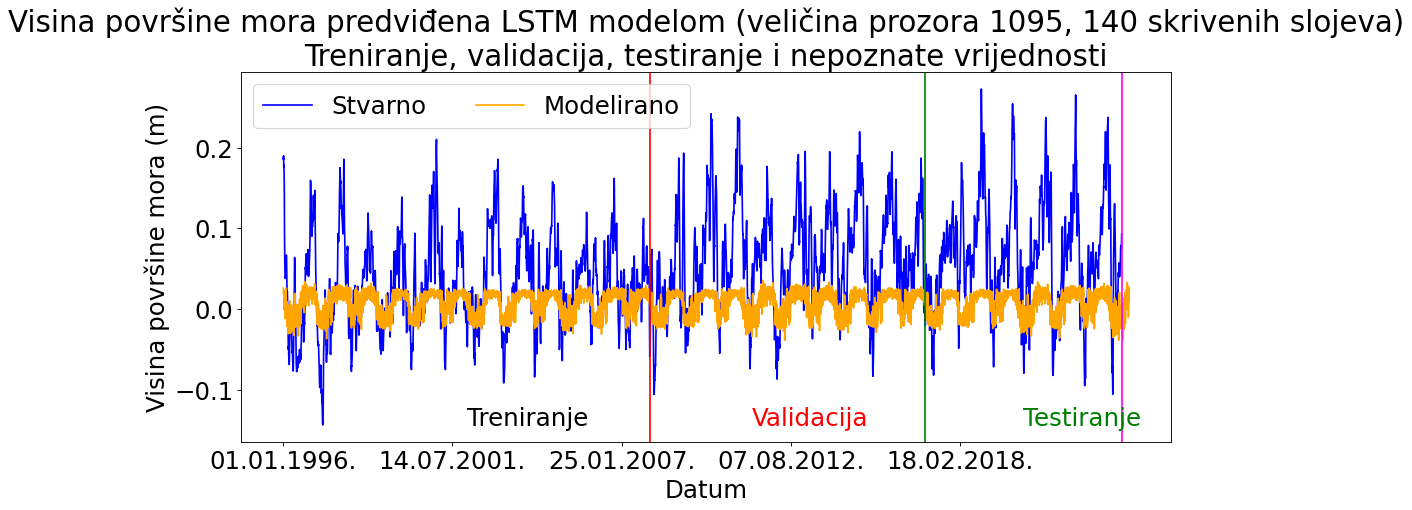 Visina površine mora predviđena LSTM modelom (veličina prozora 1095, 140 skrivenih slojeva)
Treniranje, validacija, testiranje i nepoznate vrijednosti
Stvarno Modelirano
Visina površine mora (m)
0.2
0.1
0.0
−0.1
Treniranje Validacija Testiranje
01.01.1996. 14.07.2001. 25.01.2007. 07.08.2012. 18.02.2018.
Datum